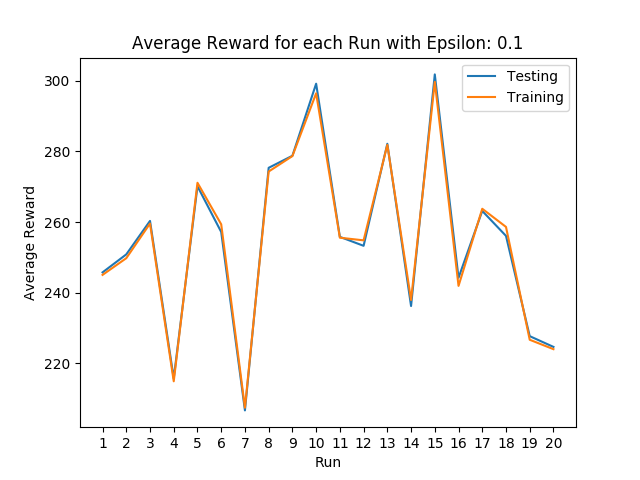 Average Reward for each Run with Epsilon: 0.1
Testing
Training
300
280
260
240
220
Average Reward
1 2 3 4 5 6 7 8 9 10 11 12 13 14 15 16 17 18 19 20
Run